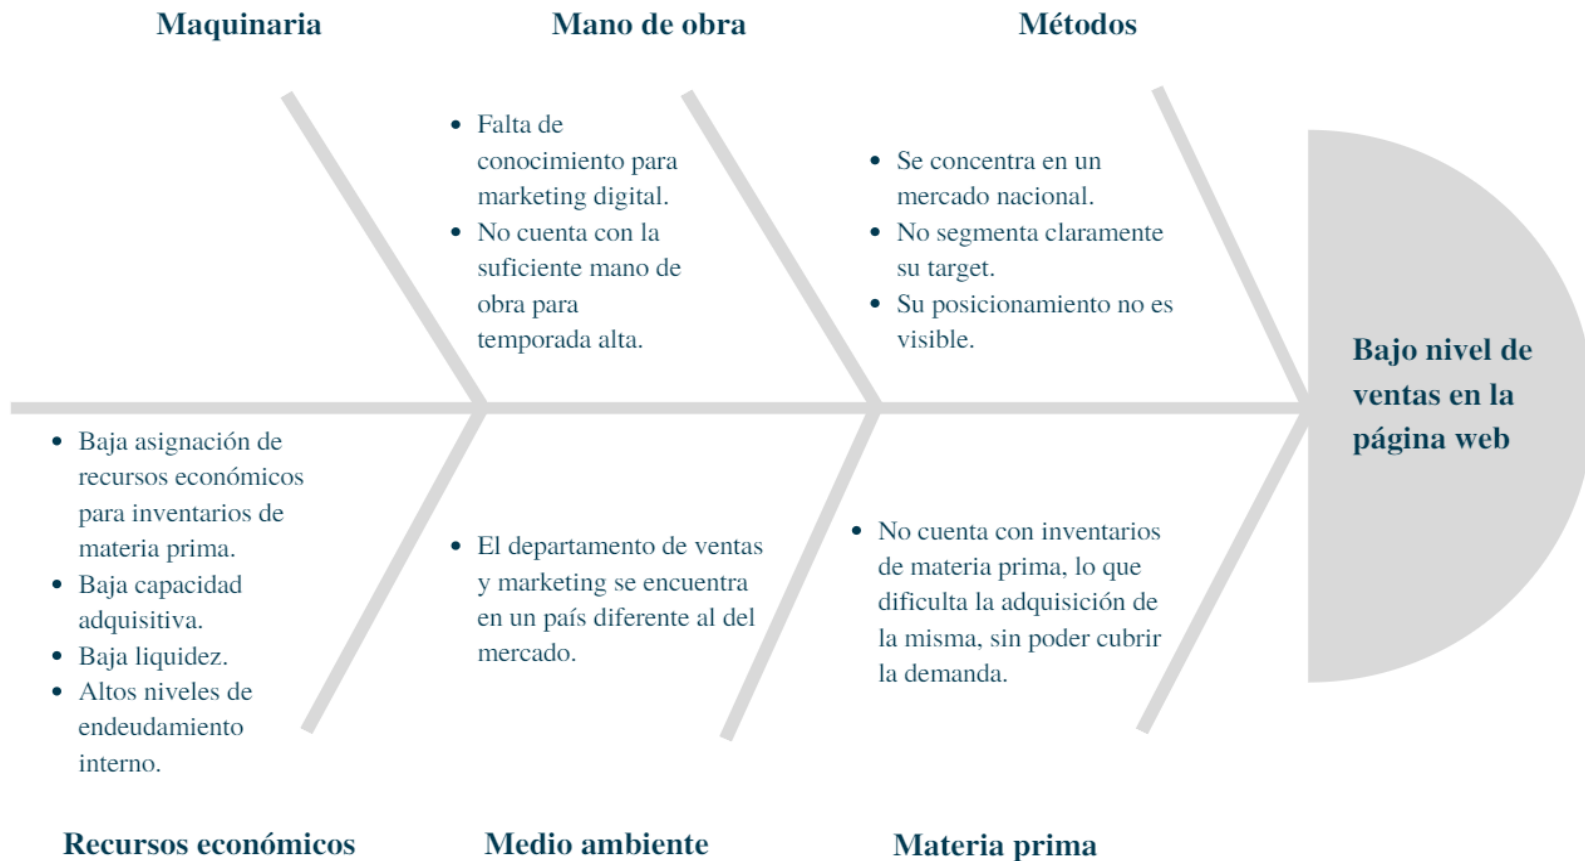 Maquinaria
Mano de obra
Métodos
• Falta de
conocimiento para
marketing digital.
• No cuenta con la
suficiente mano de
obra para
temporada alta.
• Se concentra en un
mercado nacional.
• No segmenta claramente
su target.
• Su posicionamiento no es
visible.
Bajo nivel de
ventas en la
página web
• Baja asignación de
recursos económicos
para inventarios de
materia prima.
• Baja capacidad
adquisitiva.
• Baja liquidez.
• Altos niveles de
endeudamiento
interno.
• El departamento de ventas
y marketing se encuentra
en un país diferente al del
mercado.
• No cuenta con inventarios
de materia prima, lo que
dificulta la adquisición de
la misma, sin poder cubrir
la demanda.
Recursos económicos
Medio ambiente
Materia prima